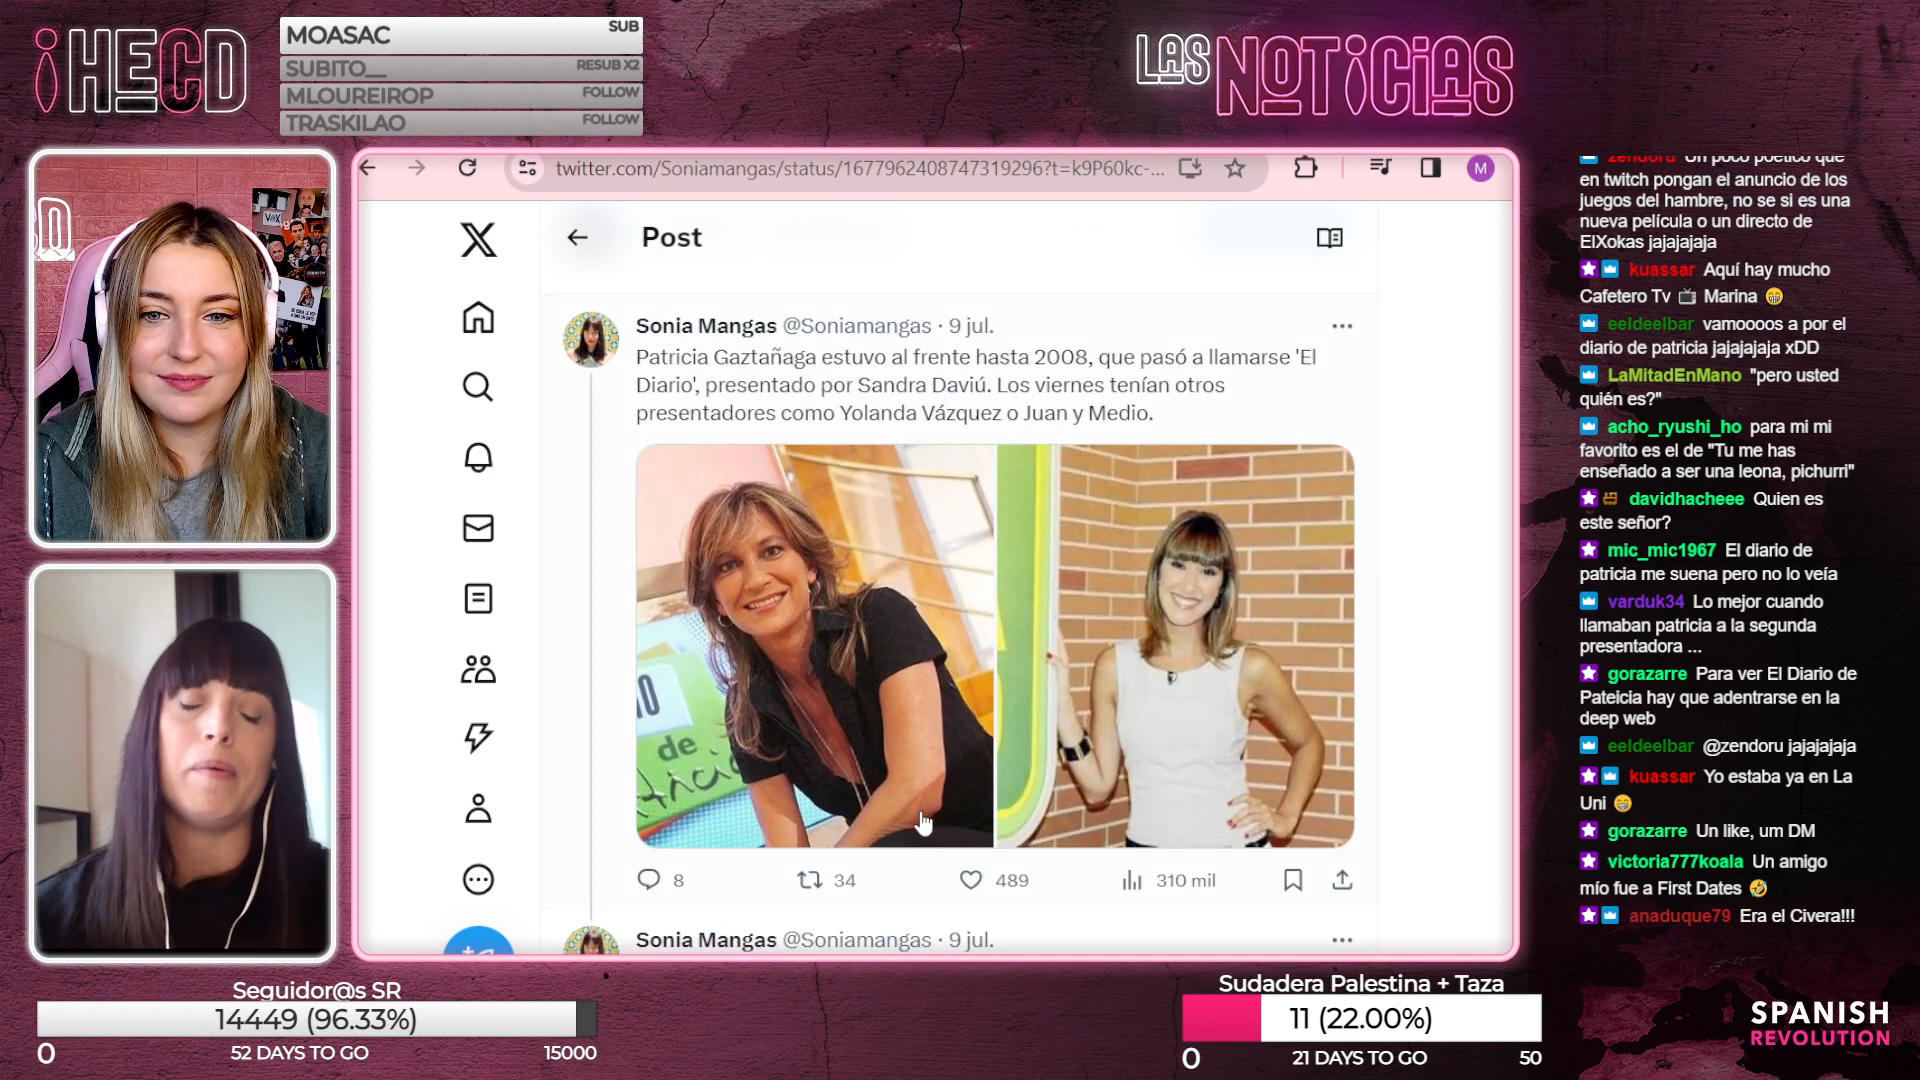 ¡HECD
MOASAC SUB
SUBITO__ RESUB X2
MLOUREIROP FOLLOW
TRASKILAO FOLLOW
LAS NOTICIAS
twitter.com/Soniamangas/status/1677962408747319296?t=k9P60kc-...
M
Post
Sonia Mangas @Soniamangas · 9 jul.
Patricia Gaztañaga estuvo al frente hasta 2008, que pasó a llamarse 'El
Diario', presentado por Sandra Daviú. Los viernes tenían otros
presentadores como Yolanda Vázquez o Juan y Medio.
de
8 34 489 310 mil
Sonia Mangas @Soniamangas · 9 jul.
zendoru Un poco poético que
en twitch pongan el anuncio de los
juegos del hambre, no se si es una
nueva película o un directo de
ElXokas jajajajaja
kuassar Aquí hay mucho
Cafetero Tv 📺 Marina 😁
eeldeelbar vamoooos a por el
diario de patricia jajajajaja xDD
LaMitadEnMano "pero usted
quién es?"
acho_ryushi_ho para mi mi
favorito es el de "Tu me has
enseñado a ser una leona, pichurri"
davidhacheee Quien es
este señor?
mic_mic1967 El diario de
patricia me suena pero no lo veía
varduk34 Lo mejor cuando
llamaban patricia a la segunda
presentadora ...
gorazarre Para ver El Diario de
Pateicia hay que adentrarse en la
deep web
eeldeelbar @zendoru jajajajaja
kuassar Yo estaba ya en La
Uni 😁
gorazarre Un like, um DM
victoria777koala Un amigo
mío fue a First Dates 🤣
anaduque79 Era el Civera!!!
Seguidor@s SR
14449 (96.33%)
0 52 DAYS TO GO 15000
Sudadera Palestina + Taza
11 (22.00%)
0 21 DAYS TO GO 50
SPANISH
REVOLUTION